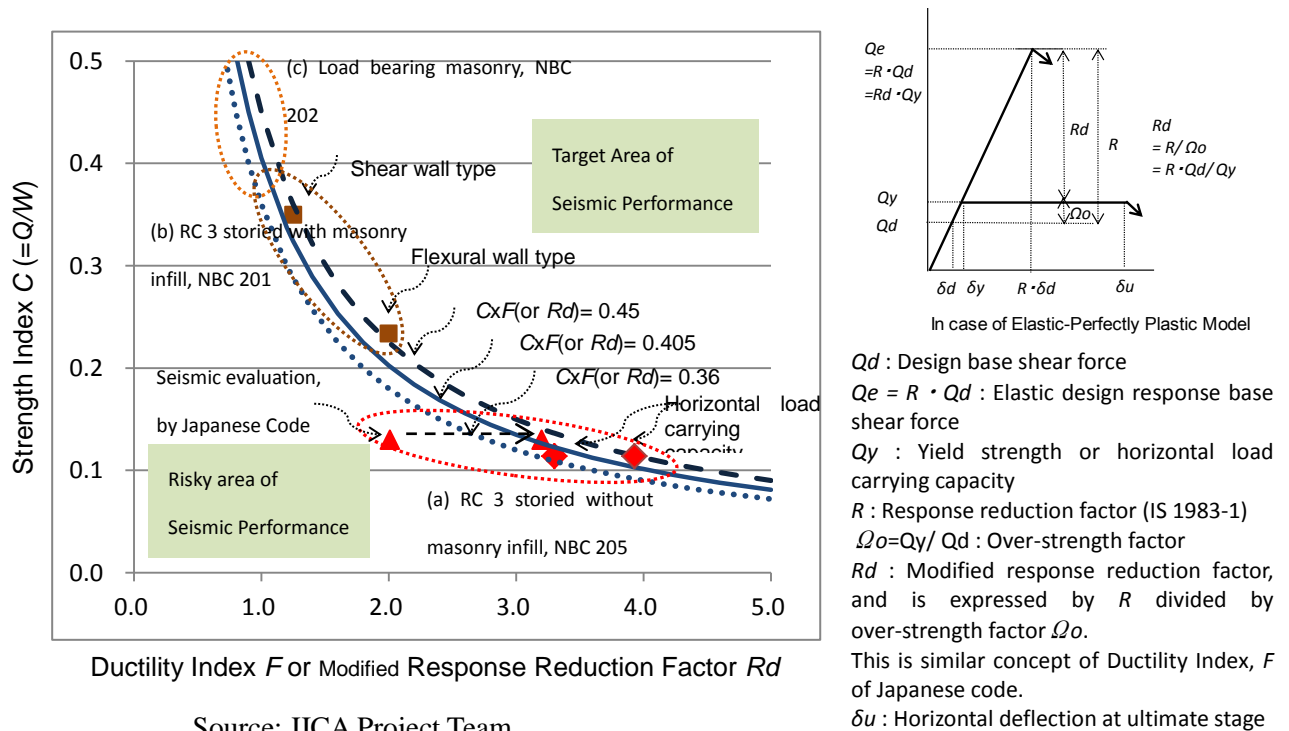 0.5
0.4
0.3
0.2
0.1
0.0
0.0
1.0
2.0
3.0
4.0
5.0
Strength Index C (=Q/W)
Ductility Index F or Modified Response Reduction Factor Rd
(c) Load bearing masonry, NBC
202
Shear wall type
Target Area of
Seismic Performance
(b) RC 3 storied with masonry
infill, NBC 201
Flexural wall type
CxF(or Rd)= 0.45
CxF(or Rd)= 0.405
CxF(or Rd)= 0.36
Seismic evaluation,
by Japanese Code
Horizontal load
carrying
capacity
Risky area of
Seismic Performance
(a) RC 3 storied without
masonry infill, NBC 205
Source: JICA Project Team
Qe
=R・Qd
=Rd・Qy
Rd
R
Rd
= R/ Ωo
= R・Qd/Qy
Qy
Qd
Ωo
δd
δy
R・δd
δu
In case of Elastic-Perfectly Plastic Model
Qd : Design base shear force
Qe = R・Qd : Elastic design response base
shear force
Qy : Yield strength or horizontal load
carrying capacity
R : Response reduction factor (IS 1983-1)
Ωo=Qy/ Qd : Over-strength factor
Rd : Modified response reduction factor,
and is expressed by R divided by
over-strength factor Ωo.
This is similar concept of Ductility Index, F
of Japanese code.
δu : Horizontal deflection at ultimate stage